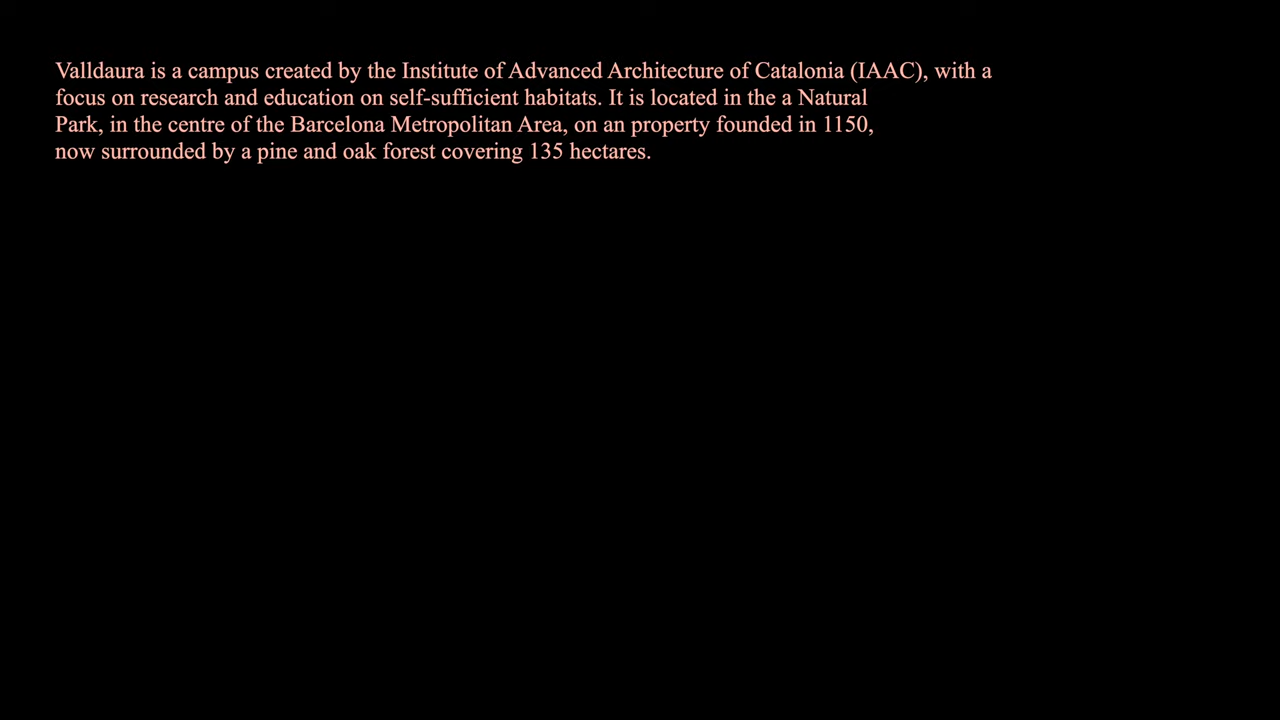 Valldaura is a campus created by the Institute of Advanced Architecture of Catalonia (IAAC), with a
focus on research and education on self-sufficient habitats. It is located in the a Natural
Park, in the centre of the Barcelona Metropolitan Area, on an property founded in 1150,
now surrounded by a pine and oak forest covering 135 hectares.